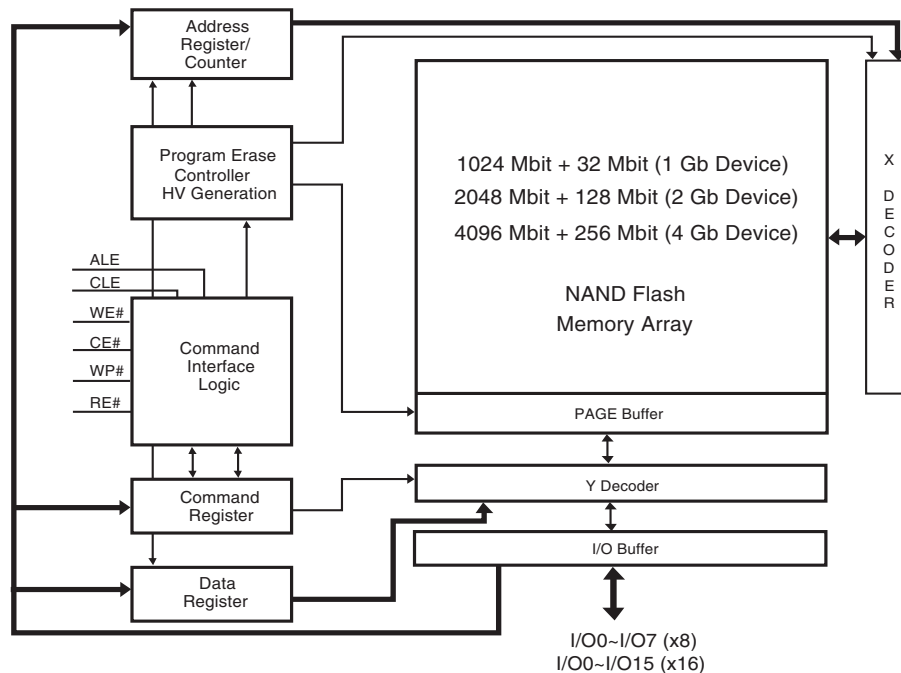 Address
Register/
Counter
Program Erase
Controller
HV Generation
ALE
CLE
WE#
CE#
WP#
RE#
Command
Interface
Logic
Command
Register
Data
Register
1024 Mbit + 32 Mbit (1 Gb Device)
2048 Mbit + 128 Mbit (2 Gb Device)
4096 Mbit + 256 Mbit (4 Gb Device)
NAND Flash
Memory Array
PAGE Buffer
Y Decoder
I/O Buffer
I/O0~I/O7 (x8)
I/O0~I/O15 (x16)
X
DECODER